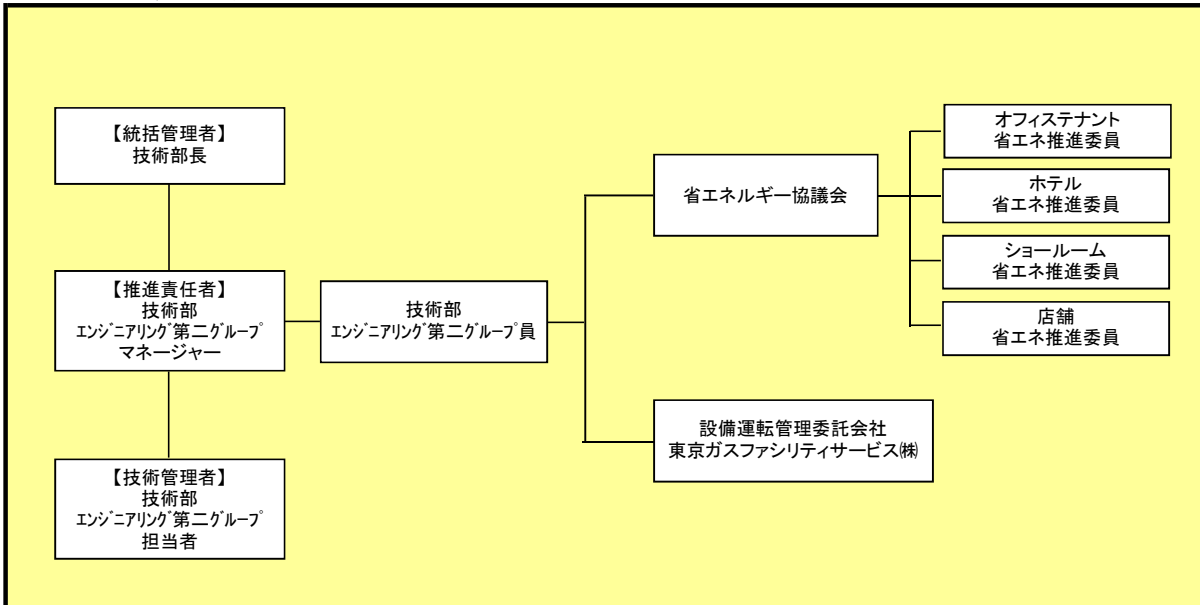 【統括管理者】
技術部長
【推進責任者】
技術部
ｴﾝｼﾞﾆｱﾘﾝｸﾞ第二ｸﾞﾙｰﾌﾟ
マネージャー
【技術管理者】
技術部
ｴﾝｼﾞﾆｱﾘﾝｸﾞ第二ｸﾞﾙｰﾌﾟ
担当者
技術部
ｴﾝｼﾞﾆｱﾘﾝｸﾞ第二ｸﾞﾙｰﾌﾟ員
省エネルギー協議会
設備運転管理委託会社
東京ガスファシリティサービス㈱
オフィステナント
省エネ推進委員
ホテル
省エネ推進委員
ショールーム
省エネ推進委員
店舗
省エネ推進委員